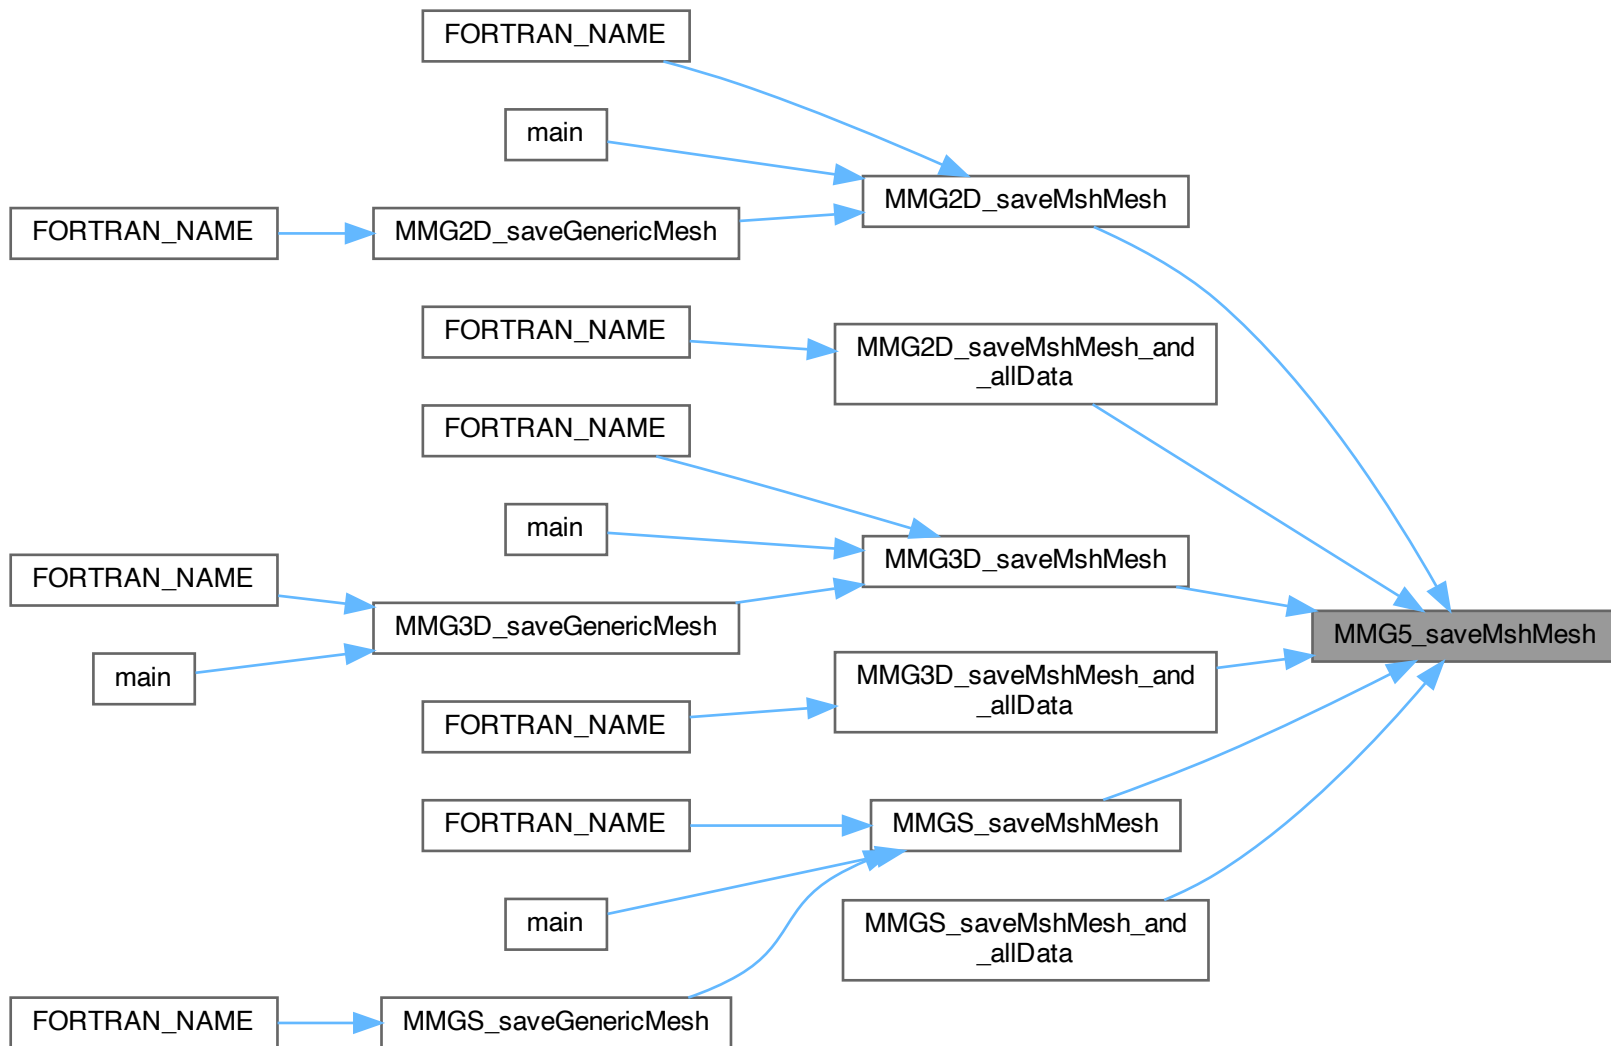 FORTRAN_NAME
main
MMG2D_saveMshMesh
FORTRAN_NAME
MMG2D_saveGenericMesh
FORTRAN_NAME
MMG2D_saveMshMesh_and
_allData
FORTRAN_NAME
main
MMG3D_saveMshMesh
FORTRAN_NAME
MMG3D_saveGenericMesh
MMG5_saveMshMesh
main
MMG3D_saveMshMesh_and
_allData
FORTRAN_NAME
FORTRAN_NAME
MMGS_saveMshMesh
main
MMGS_saveMshMesh_and
_allData
FORTRAN_NAME
MMGS_saveGenericMesh